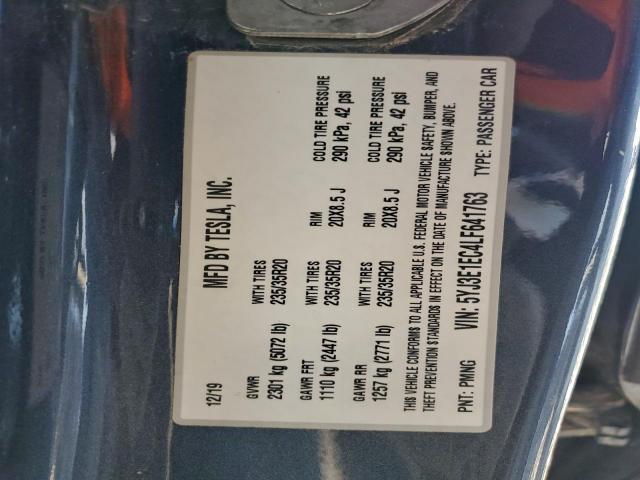 12/19 MFD BY TESLA, INC.
GVWR WITH TIRES
2301 kg (5072 lb) 235/35R20
GAWR FRT WITH TIRES RIM COLD TIRE PRESSURE
1110 kg (2447 lb) 235/35R20 20X8.5 J 290 kPa, 42 psi
GAWR RR WITH TIRES RIM COLD TIRE PRESSURE
1257 kg (2771 lb) 235/35R20 20X8.5 J 290 kPa, 42 psi
THIS VEHICLE CONFORMS TO ALL APPLICABLE U.S. FEDERAL MOTOR VEHICLE SAFETY, BUMPER, AND
THEFT PREVENTION STANDARDS IN EFFECT ON THE DATE OF MANUFACTURE SHOWN ABOVE.
PNT: PMNG VIN: 5YJ3E1EC4LF641763 TYPE: PASSENGER CAR